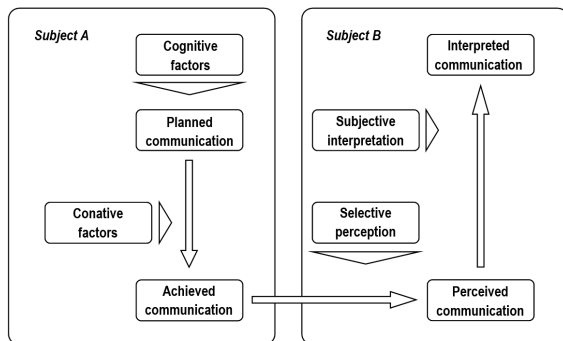 Subject A
Cognitive
factors
Planned
communication
Conative
factors
Achieved
communication
Subject B
Interpreted
communication
Subjective
interpretation
Selective
perception
Perceived
communication